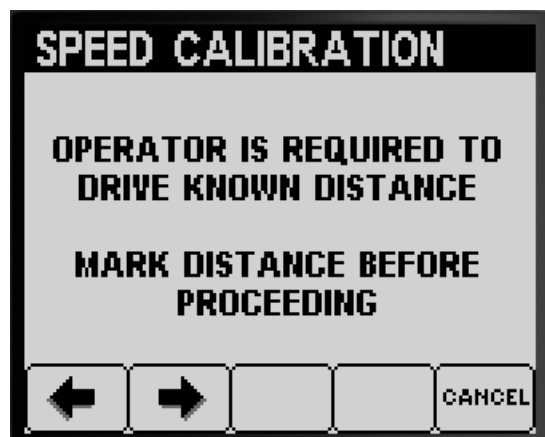 SPEED CALIBRATION
OPERATOR IS REQUIRED TO
DRIVE KNOWN DISTANCE
MARK DISTANCE BEFORE
PROCEEDING
CANCEL